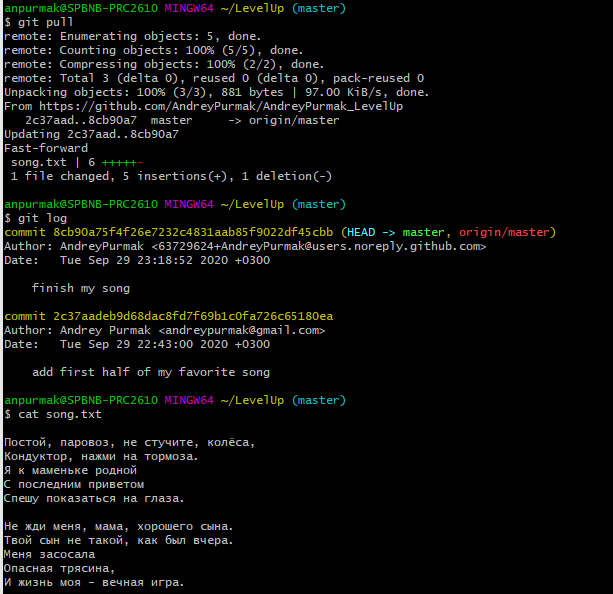 anpurmak@SPBNB-PRC2610 MINGW64 ~/LevelUp (master)
$ git pull
remote: Enumerating objects: 5, done.
remote: Counting objects: 100% (5/5), done.
remote: Compressing objects: 100% (2/2), done.
remote: Total 3 (delta 0), reused 0 (delta 0), pack-reused 0
Unpacking objects: 100% (3/3), 881 bytes | 97.00 KiB/s, done.
From https://github.com/AndreyPurmak/AndreyPurmak_LevelUp
   2c37aad..8cb90a7  master     -> origin/master
Updating 2c37aad..8cb90a7
Fast-forward
 song.txt | 6 +++++-
 1 file changed, 5 insertions(+), 1 deletion(-)
anpurmak@SPBNB-PRC2610 MINGW64 ~/LevelUp (master)
$ git log
commit 8cb90a75f4f26e7232c4831aab85f9022df45cbb (HEAD -> master, origin/master)
Author: AndreyPurmak <63729624+AndreyPurmak@users.noreply.github.com>
Date:   Tue Sep 29 23:18:52 2020 +0300
    finish my song
commit 2c37aadeb9d68dac8fd7f69b1c0fa726c65180ea
Author: Andrey Purmak <andreypurmak@gmail.com>
Date:   Tue Sep 29 22:43:00 2020 +0300
    add first half of my favorite song
anpurmak@SPBNB-PRC2610 MINGW64 ~/LevelUp (master)
$ cat song.txt
Постой, паровоз, не стучите, колёса,
Кондуктор, нажми на тормоза.
Я к маменьке родной
С последним приветом
Спешу показаться на глаза.
Не жди меня, мама, хорошего сына.
Твой сын не такой, как был вчера.
Меня засосала
Опасная трясина,
И жизнь моя - вечная игра.